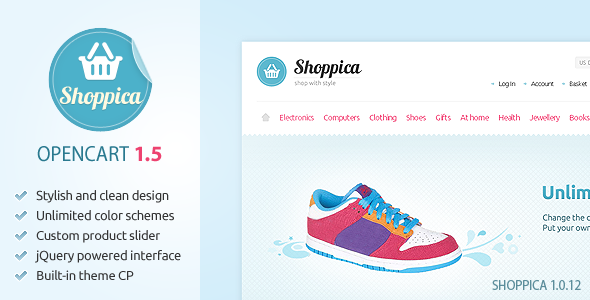 Shoppica
OPENCART 1.5
Stylish and clean design
Unlimited color schemes
Custom product slider
jQuery powered interface
Built-in theme CP
Shoppica
shop with style
US D
Log In Account Basket
Electronics Computers Clothing Shoes Gifts At home Health Jewellery Books
Unlim
Change the c
Put your own
SHOPPICA 1.0.12